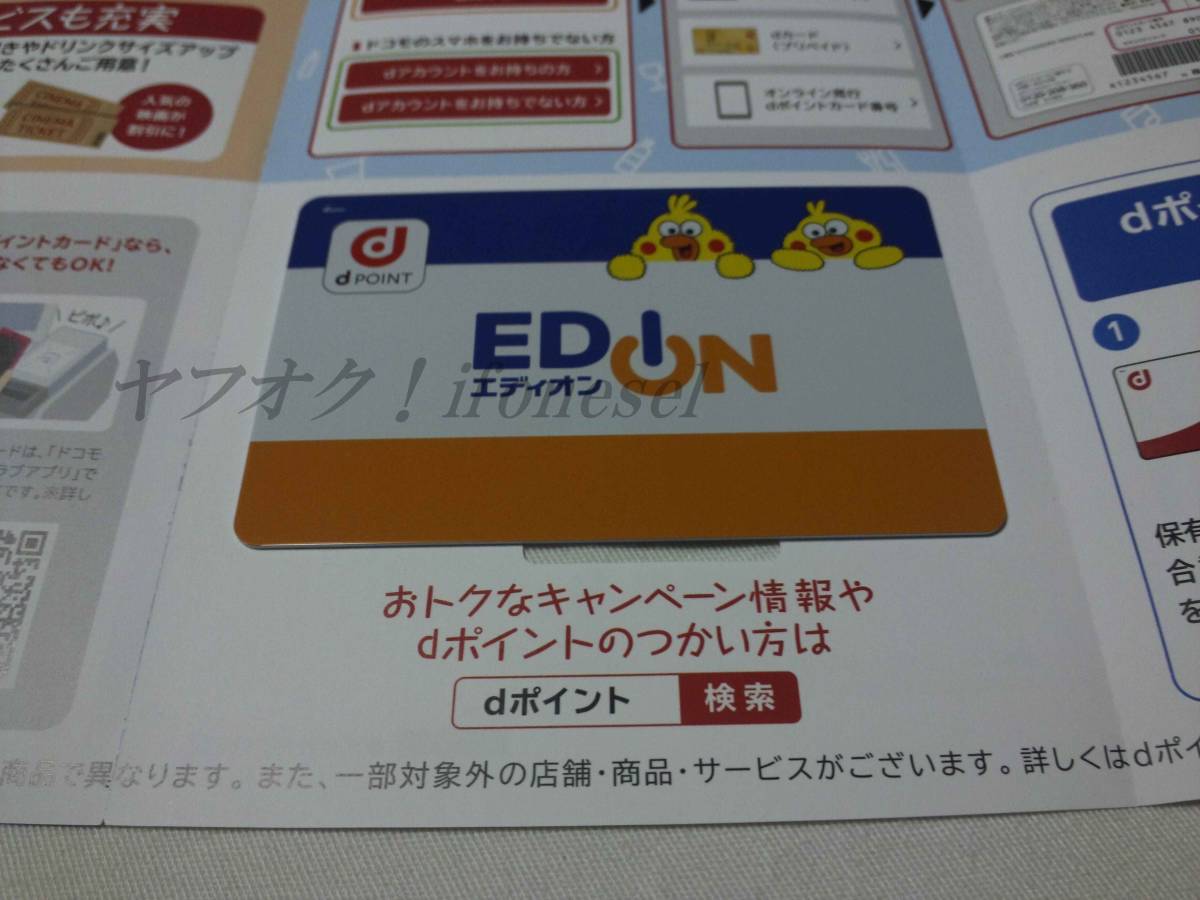 ビスも充実
きやドリンクサイズアップ
たくさんご用意！
CINEMA
CINEMA
TICKET
人気の
映画が
割引に！
ドコモのスマホをお持ちでない方
dアカウントをお持ちの方
dアカウントをお持ちでない方
dカード
（プリペイド）
オンライン発行
dポイントカード番号
イントカード」なら、
なくてもOK！
ピポ♪
ードは、「ドコモ
ラブアプリ」で
です。※詳し
d POINT
EDION
エディオン
ヤフオク！ifonesel
おトクなキャンペーン情報や
dポイントのつかい方は
dポイント 検索
商品で異なります。また、一部対象外の店舗・商品・サービスがございます。詳しくはdポイ
dポイ
1
d
保有
合
を